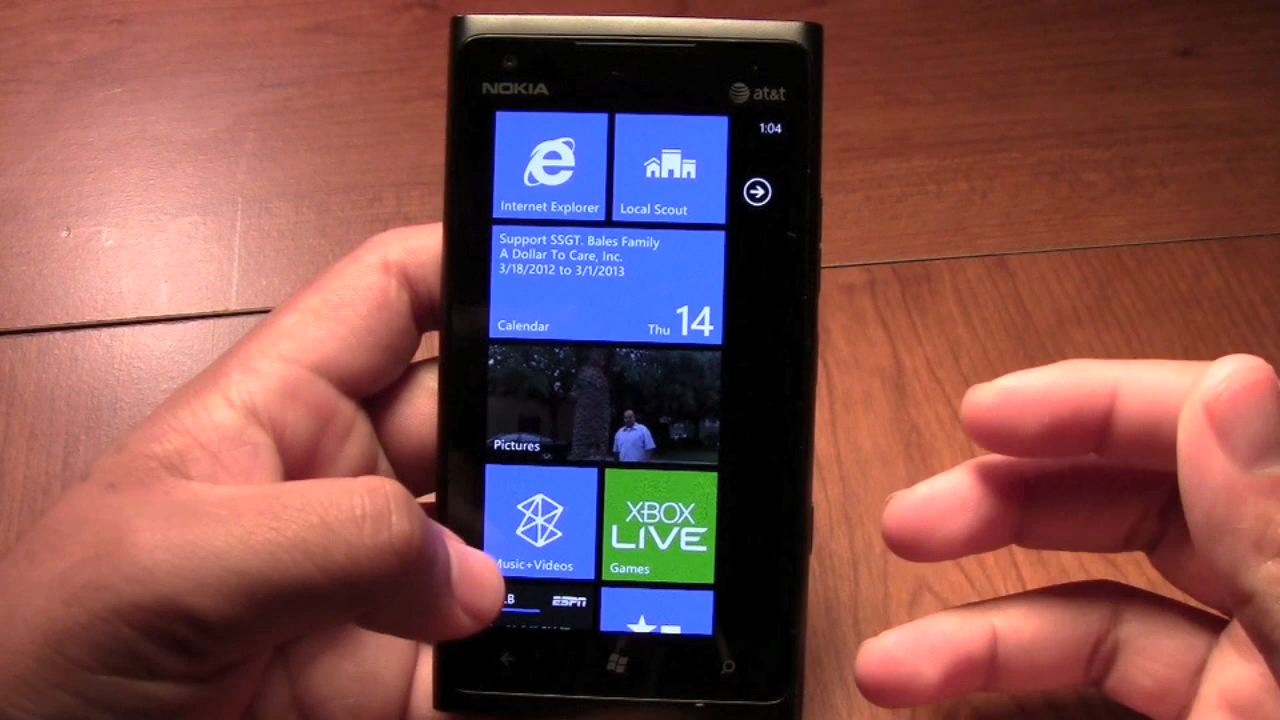 NOKIA
at&t
1:04
Internet Explorer
Local Scout
Support SSGT. Bales Family
A Dollar To Care, Inc.
3/18/2012 to 3/1/2013
Calendar
Thu 14
Pictures
XBOX
LIVE
Music+Videos
Games
ESPN